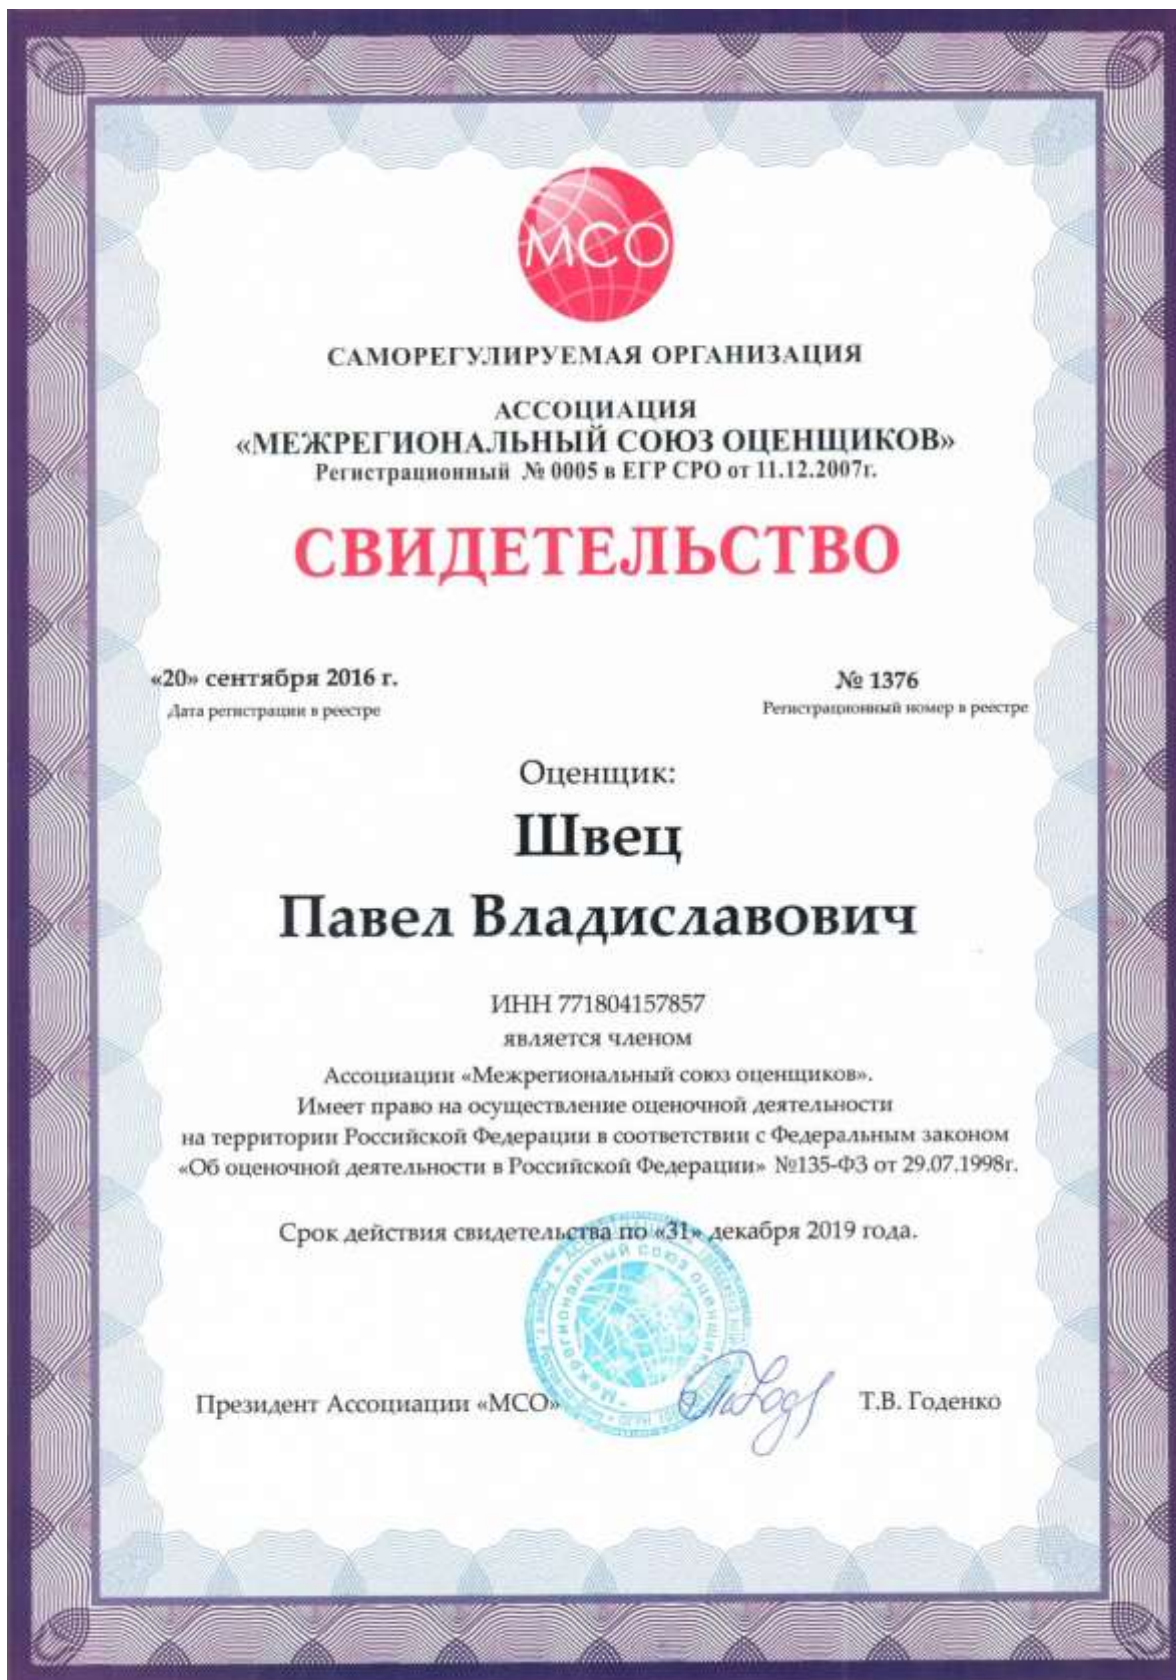 МСО
САМОРЕГУЛИРУЕМАЯ ОРГАНИЗАЦИЯ
АССОЦИАЦИЯ
«МЕЖРЕГИОНАЛЬНЫЙ СОЮЗ ОЦЕНЩИКОВ»
Регистрационный № 0005 в ЕГР СРО от 11.12.2007г.
СВИДЕТЕЛЬСТВО
«20» сентября 2016 г.
Дата регистрации в реестре
№ 1376
Регистрационный номер в реестре
Оценщик:
Швец
Павел Владиславович
ИНН 771804157857
является членом
Ассоциации «Межрегиональный союз оценщиков».
Имеет право на осуществление оценочной деятельности
на территории Российской Федерации в соответствии с Федеральным законом
«Об оценочной деятельности в Российской Федерации» №135-ФЗ от 29.07.1998г.
Срок действия свидетельства по «31» декабря 2019 года.
Межрегиональный союз оценщиков
Президент Ассоциации «МСО»
Т.В. Годенко